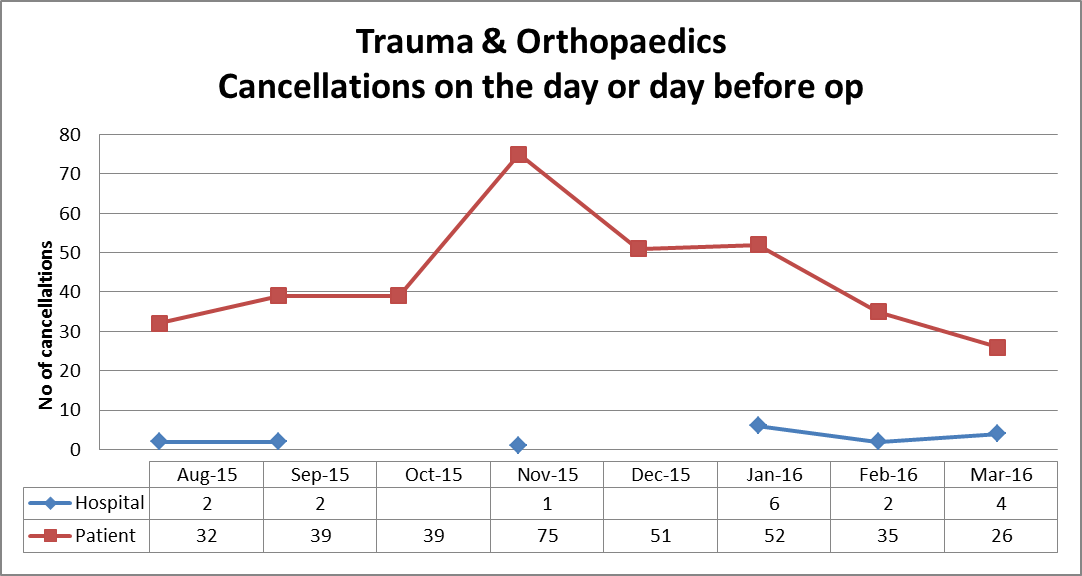 Trauma & Orthopaedics
Cancellations on the day or day before op
No of cancellaltions
80
70
60
50
40
30
20
10
0
Aug-15 Sep-15 Oct-15 Nov-15 Dec-15 Jan-16 Feb-16 Mar-16
Hospital 2 2 1 6 2 4
Patient 32 39 39 75 51 52 35 26